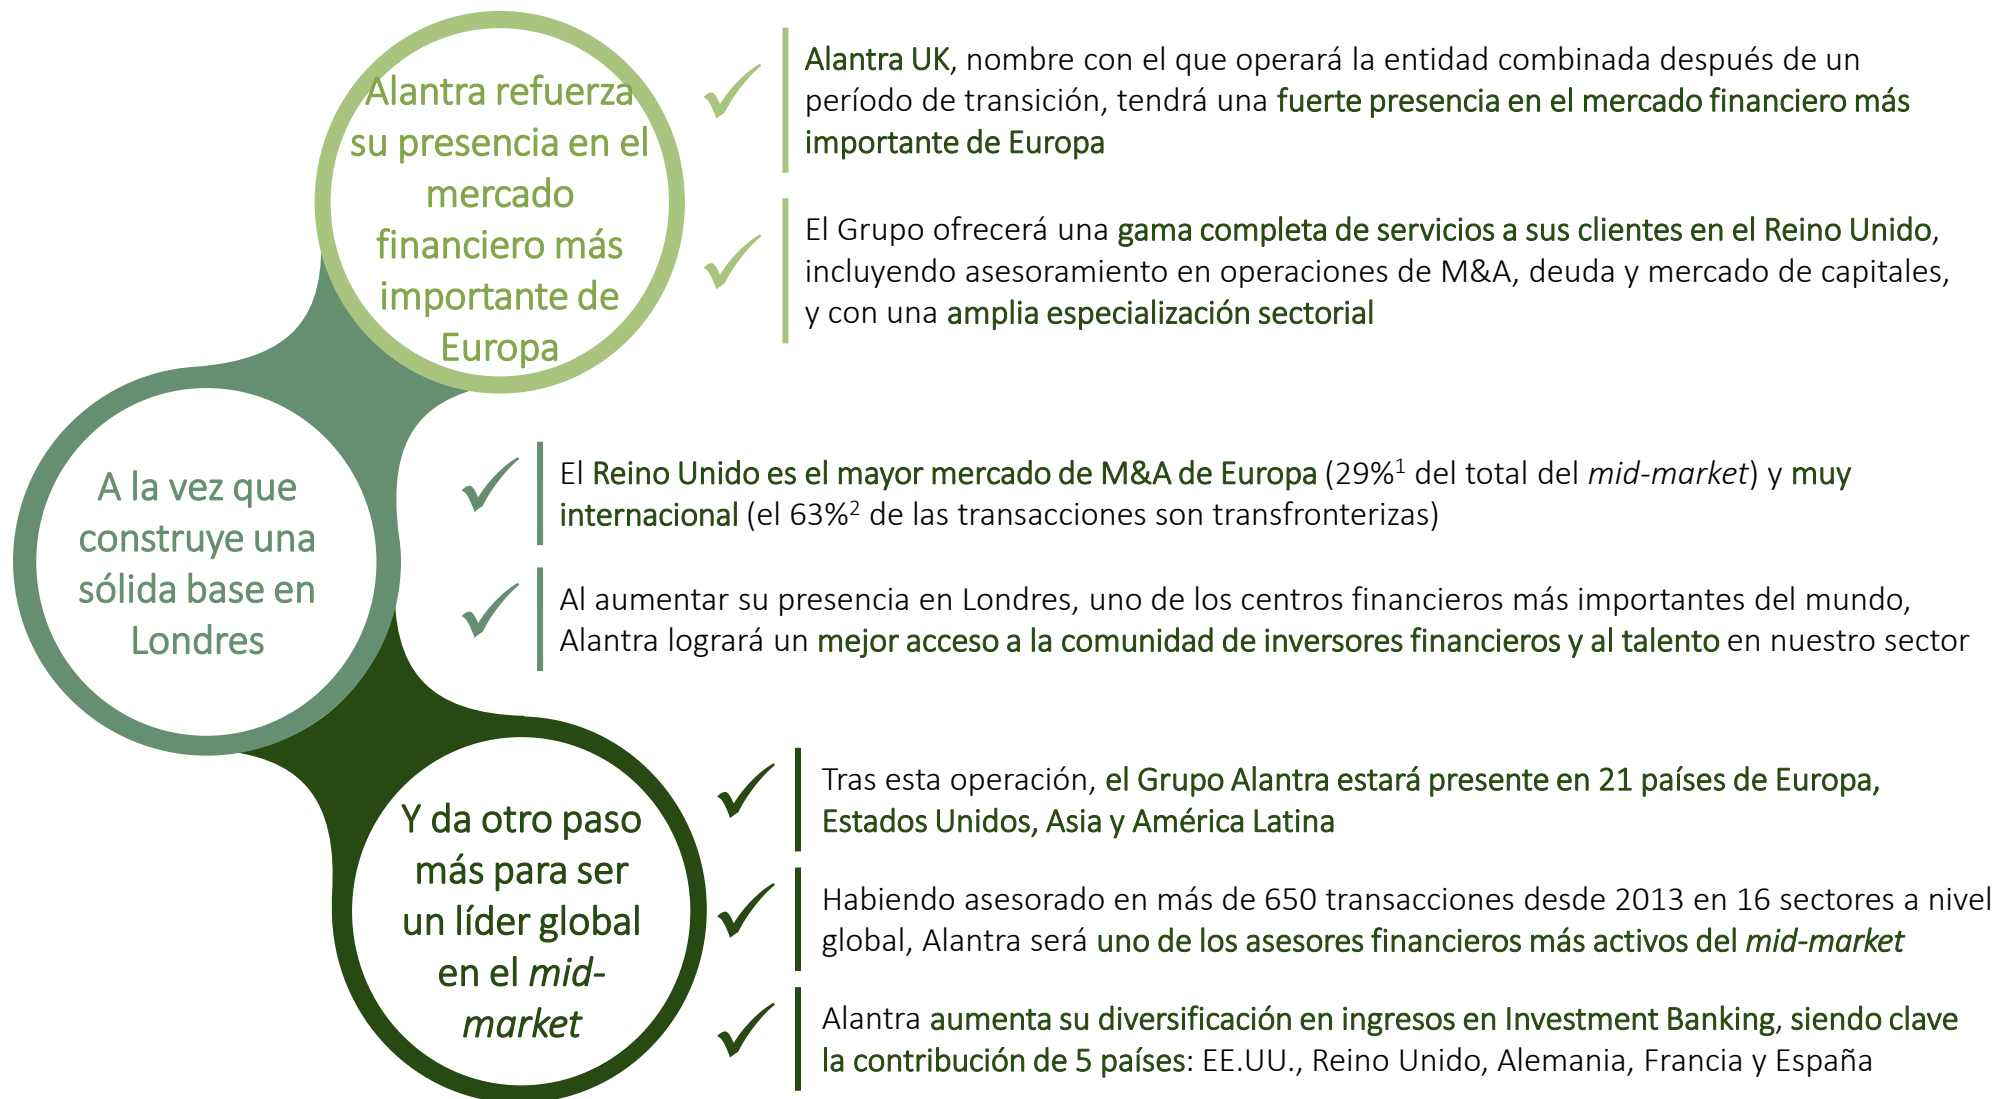 Alantra refuerza
su presencia en el
mercado
financiero más
importante de
Europa
Alantra UK, nombre con el que operará la entidad combinada después de un
período de transición, tendrá una fuerte presencia en el mercado financiero más
importante de Europa
El Grupo ofrecerá una gama completa de servicios a sus clientes en el Reino Unido,
incluyendo asesoramiento en operaciones de M&A, deuda y mercado de capitales,
y con una amplia especialización sectorial
A la vez que
construye una
sólida base en
Londres
El Reino Unido es el mayor mercado de M&A de Europa (29%¹ del total del mid-market) y muy
internacional (el 63%² de las transacciones son transfronterizas)
Al aumentar su presencia en Londres, uno de los centros financieros más importantes del mundo,
Alantra logrará un mejor acceso a la comunidad de inversores financieros y al talento en nuestro sector
Y da otro paso
más para ser
un líder global
en el mid-
market
Tras esta operación, el Grupo Alantra estará presente en 21 países de Europa,
Estados Unidos, Asia y América Latina
Habiendo asesorado en más de 650 transacciones desde 2013 en 16 sectores a nivel
global, Alantra será uno de los asesores financieros más activos del mid-market
Alantra aumenta su diversificación en ingresos en Investment Banking, siendo clave
la contribución de 5 países: EE.UU., Reino Unido, Alemania, Francia y España